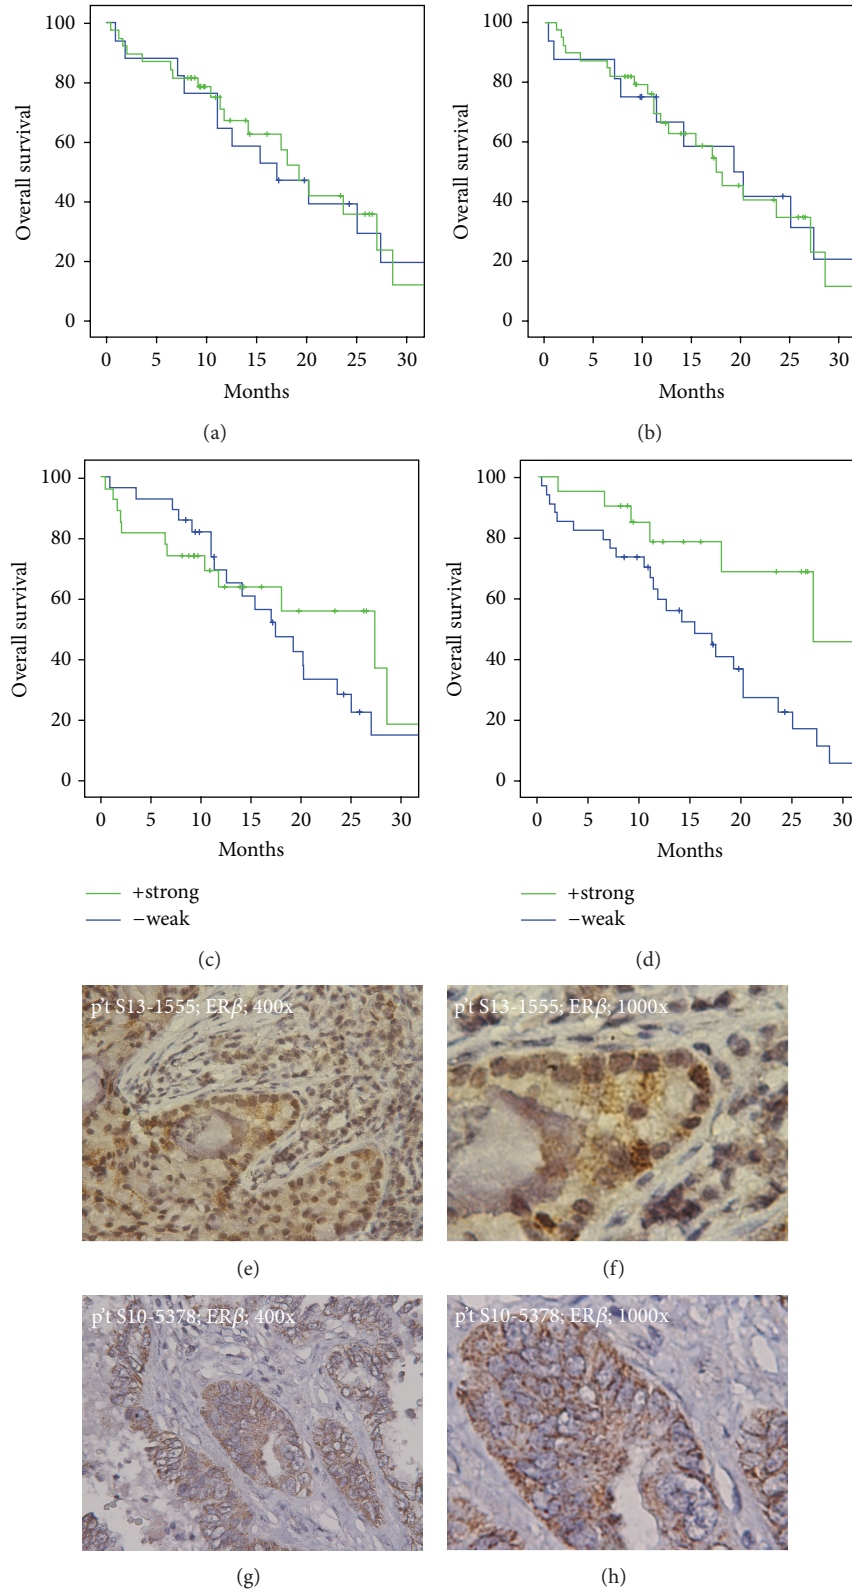 100
80
60
40
20
0
Overall survival
0 5 10 15 20 25 30
Months
(a)
100
80
60
40
20
0
Overall survival
0 5 10 15 20 25 30
Months
(b)
100
80
60
40
20
0
Overall survival
0 5 10 15 20 25 30
Months
+strong
−weak
(c)
100
80
60
40
20
0
Overall survival
0 5 10 15 20 25 30
Months
+strong
−weak
(d)
p't S13-1555; ERβ; 400x
(e)
p't S13-1555; ERβ; 1000x
(f)
p't S10-5378; ERβ; 400x
(g)
p't S10-5378; ERβ; 1000x
(h)